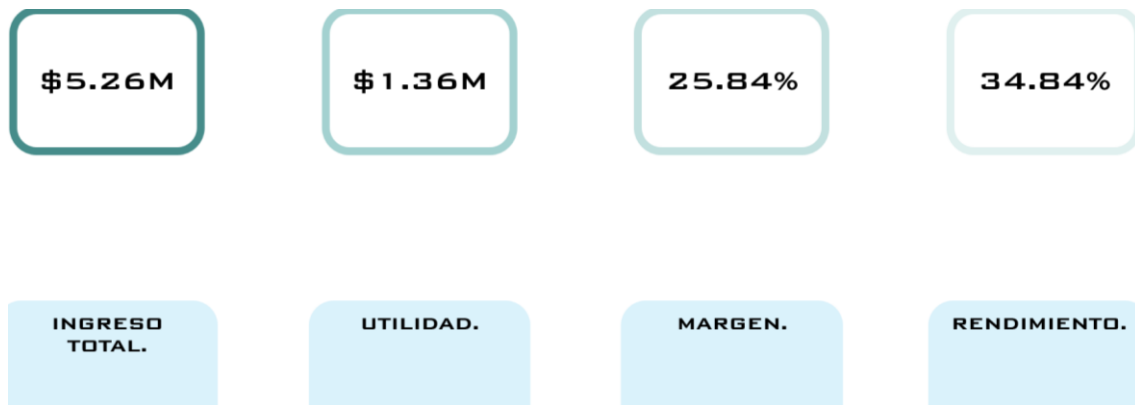 $5.26M
$1.36M
25.84%
34.84%
INGRESO
TOTAL.
UTILIDAD.
MARGEN.
RENDIMIENTO.